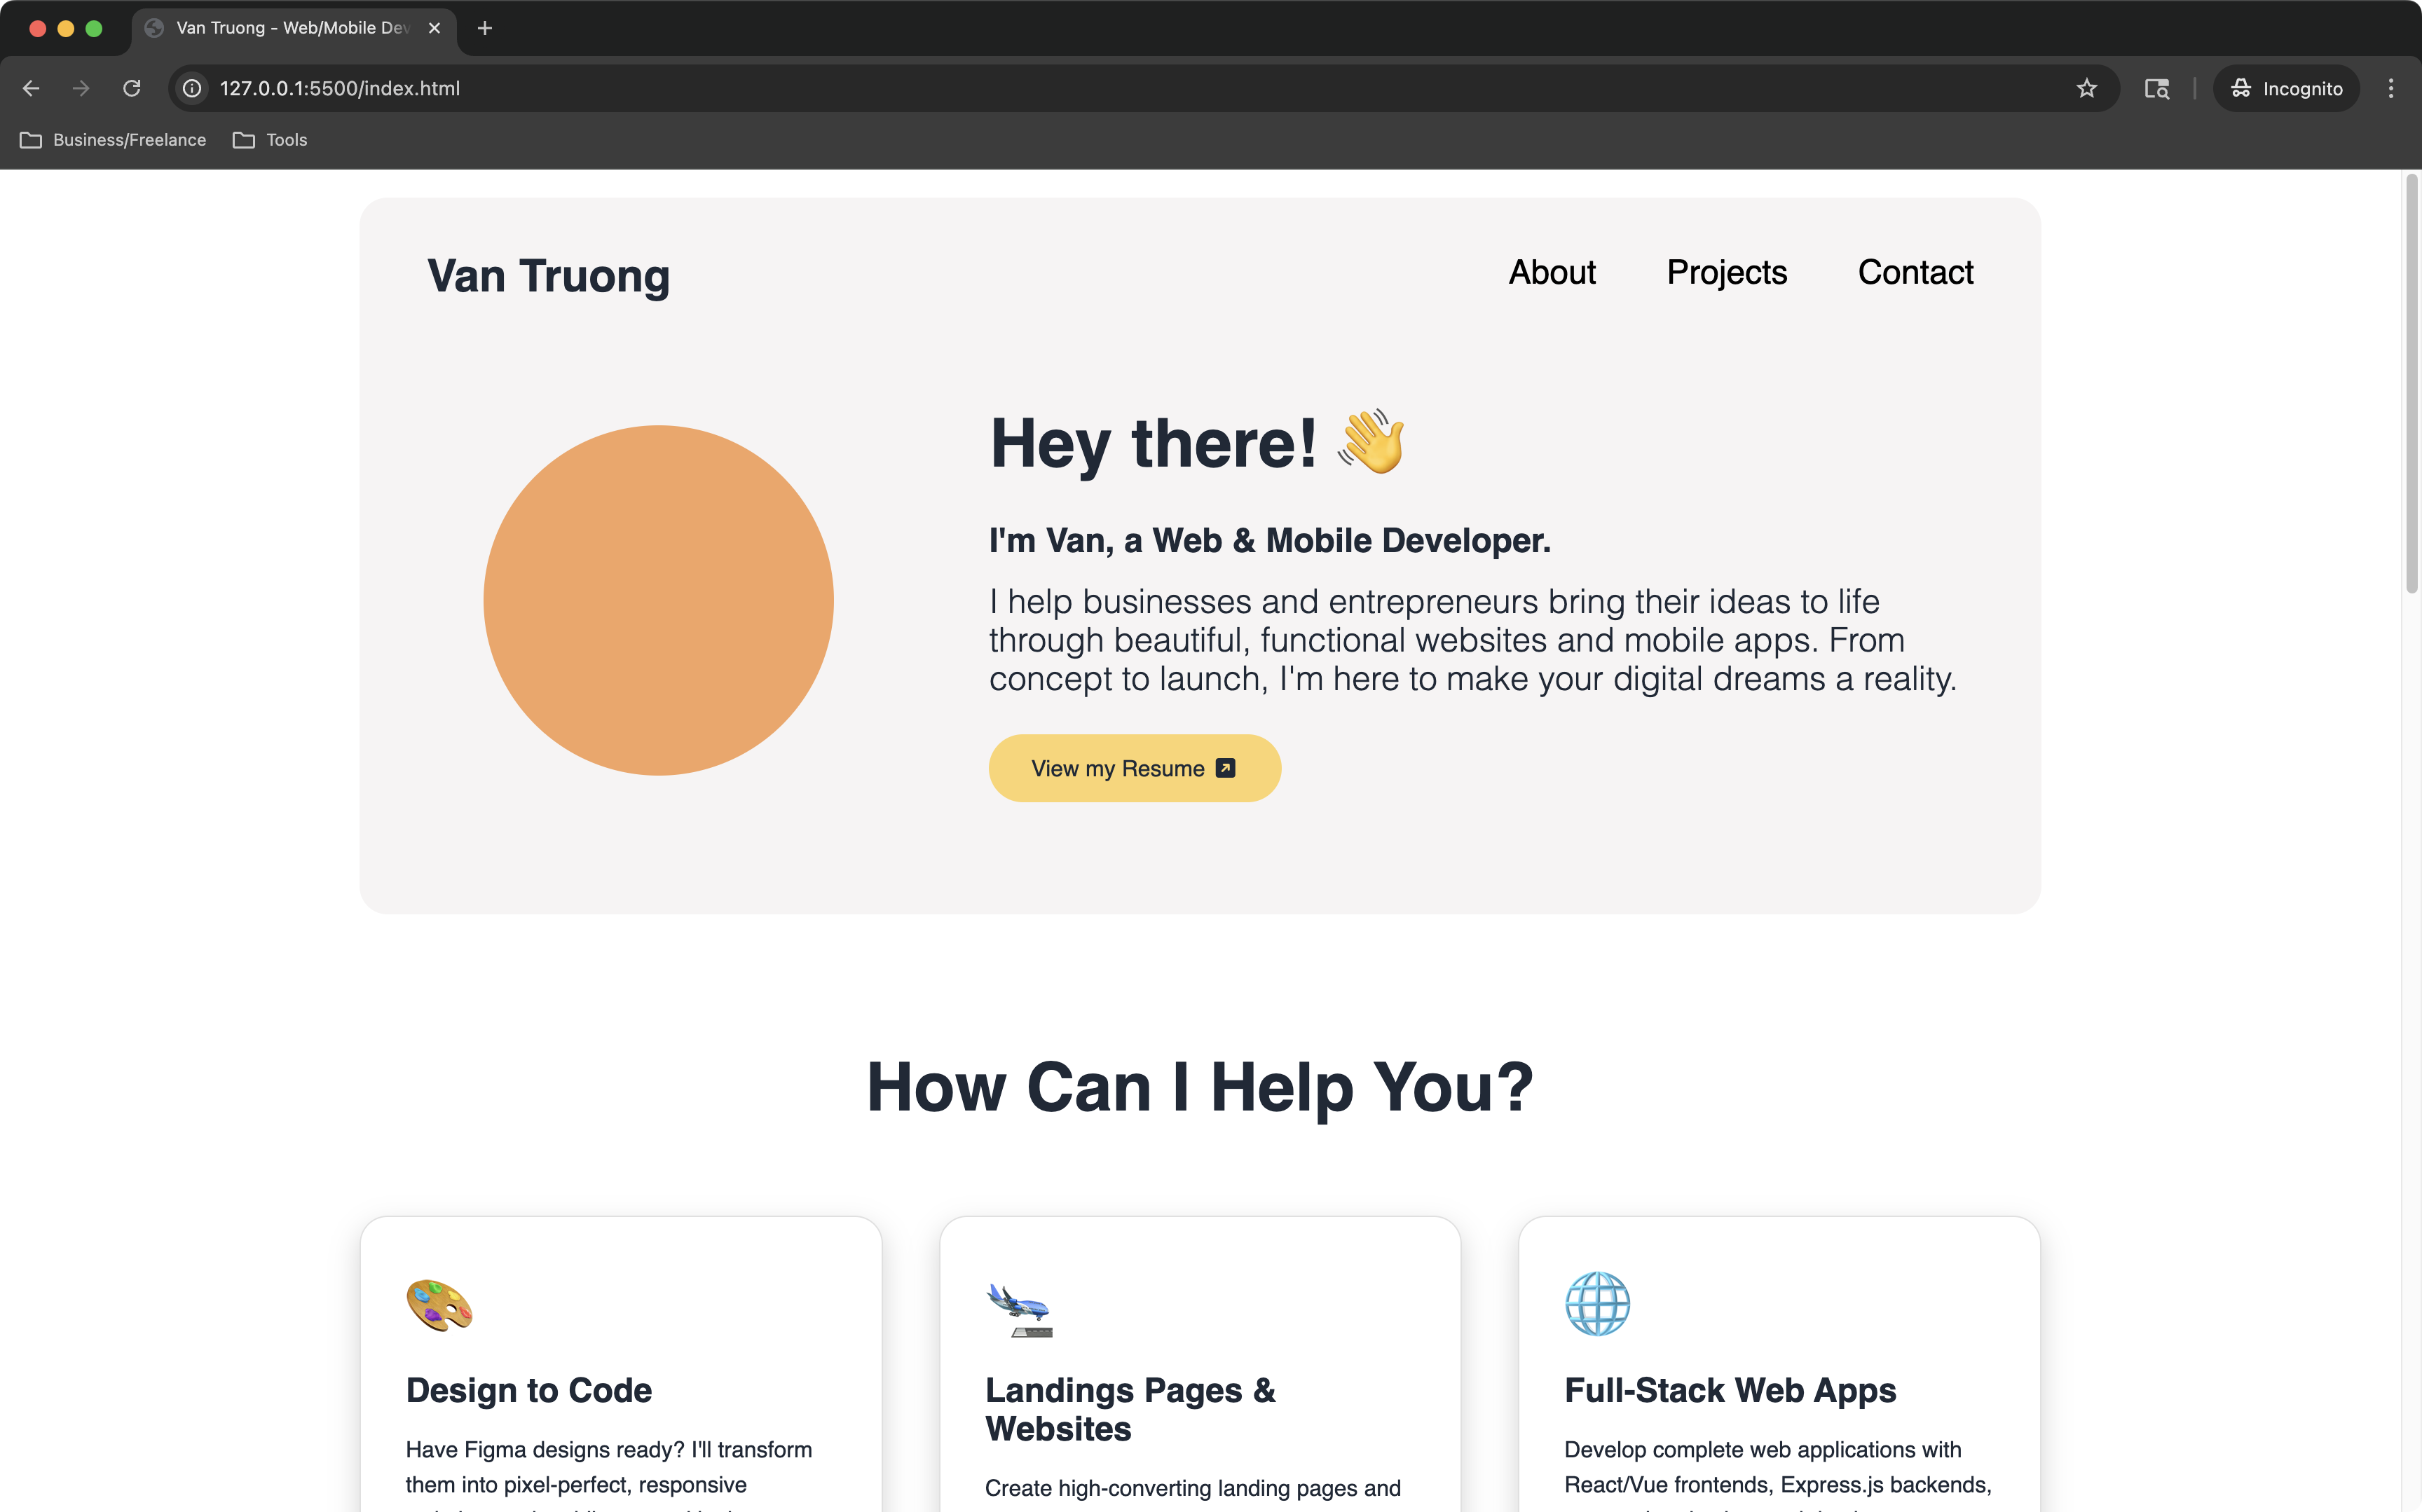 Van Truong - Web/Mobile Dev
127.0.0.1:5500/index.html
Incognito
Business/Freelance
Tools
Van Truong
About
Projects
Contact
Hey there! 👋
I'm Van, a Web & Mobile Developer.
I help businesses and entrepreneurs bring their ideas to life
through beautiful, functional websites and mobile apps. From
concept to launch, I'm here to make your digital dreams a reality.
View my Resume
How Can I Help You?
Design to Code
Have Figma designs ready? I'll transform
them into pixel-perfect, responsive
Landings Pages &
Websites
Create high-converting landing pages and
Full-Stack Web Apps
Develop complete web applications with
React/Vue frontends, Express.js backends,